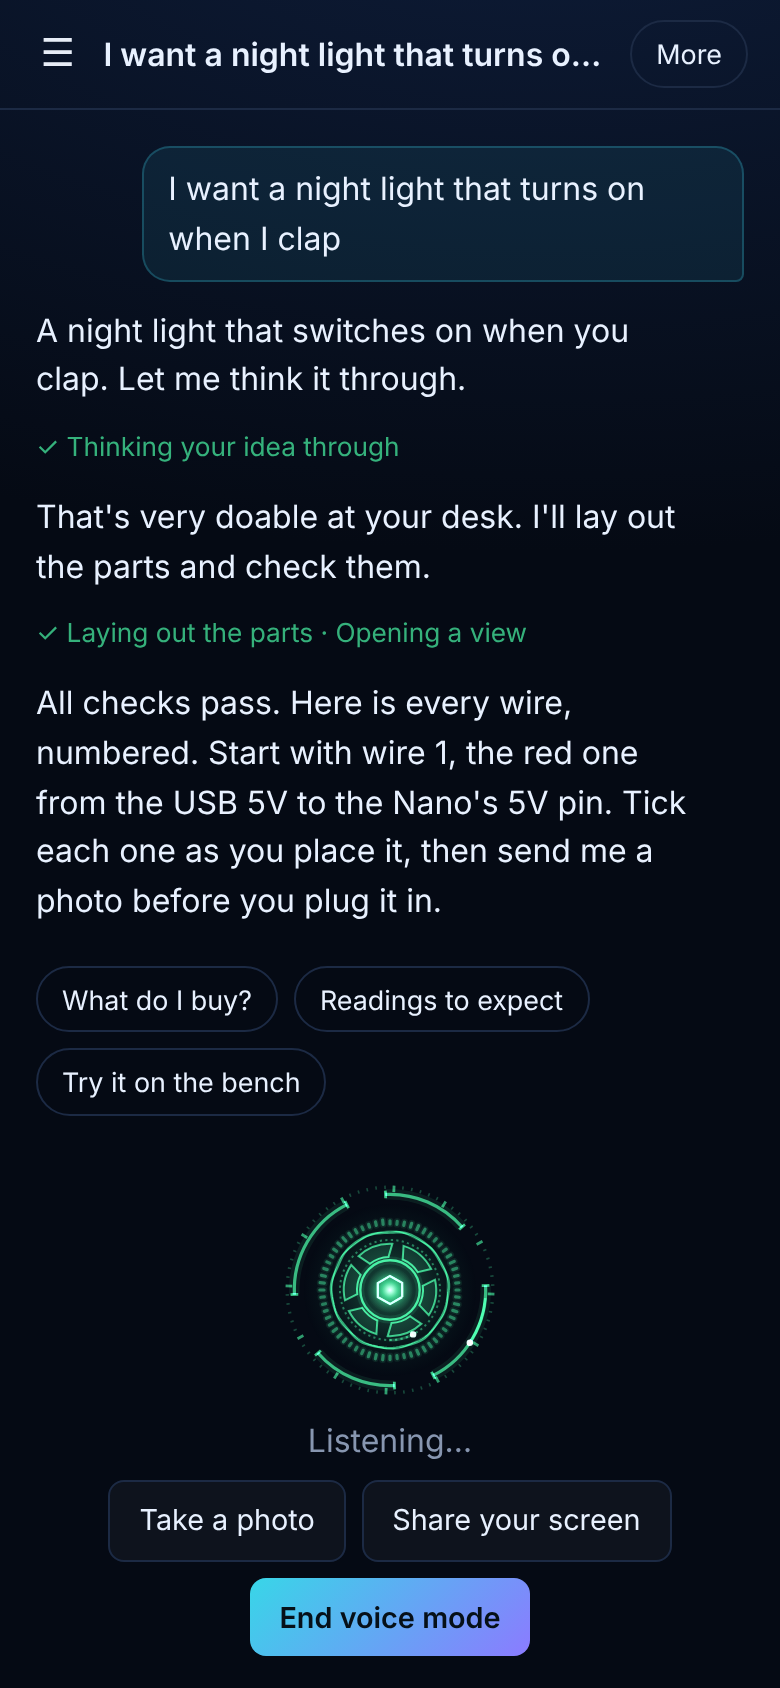 ☰ I want a night light that turns o... More
I want a night light that turns on
when I clap
A night light that switches on when you
clap. Let me think it through.
✓ Thinking your idea through
That's very doable at your desk. I'll lay out
the parts and check them.
✓ Laying out the parts · Opening a view
All checks pass. Here is every wire,
numbered. Start with wire 1, the red one
from the USB 5V to the Nano's 5V pin. Tick
each one as you place it, then send me a
photo before you plug it in.
What do I buy? Readings to expect
Try it on the bench
Listening...
Take a photo Share your screen
End voice mode